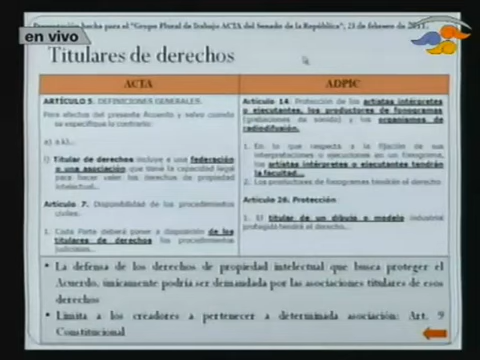 Presentación hecha para el "Grupo Plural de Trabajo ACTA del Senado de la República", 23 de febrero de 2011.
en vivo
Titulares de derechos
ACTA
ADPIC
ARTÍCULO 5. DEFINICIONES GENERALES.
Para efectos del presente Acuerdo y salvo cuando
se especifique lo contrario:
a) a k)...
l) Titular de derechos incluye a una federación
o una asociación que tiene la capacidad legal
para hacer valer los derechos de propiedad
intelectual...
Artículo 7. Disponibilidad de los procedimientos
civiles.
1. Cada Parte deberá poner a disposición de los
titulares de derechos los procedimientos
judiciales...
Artículo 14. Protección de los artistas intérpretes
o ejecutantes, los productores de fonogramas
(grabaciones de sonido) y los organismos de
radiodifusión.
1. En lo que respecta a la fijación de sus
interpretaciones o ejecuciones en un fonograma,
los artistas intérpretes o ejecutantes tendrán
la facultad...
2. Los productores de fonogramas tendrán el derecho
Artículo 26. Protección
1. El titular de un dibujo o modelo industrial
protegido tendrá el derecho...
• La defensa de los derechos de propiedad intelectual que busca proteger el
Acuerdo, únicamente podría ser demandada por las asociaciones titulares de esos
derechos
• Limita a los creadores a pertenecer a determinada asociación: Art. 9
Constitucional